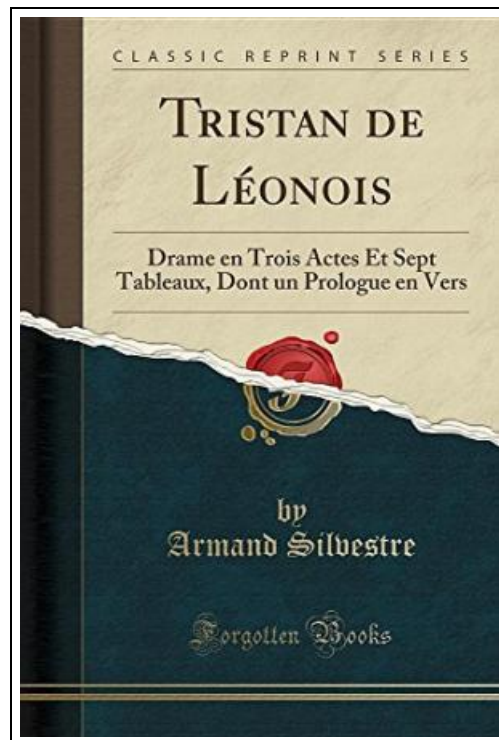 CLASSIC REPRINT SERIES
TRISTAN DE
LÉONOIS
Drame en Trois Actes Et Sept
Tableaux, Dont un Prologue en Vers
by
Armand Silvestre
Forgotten Books